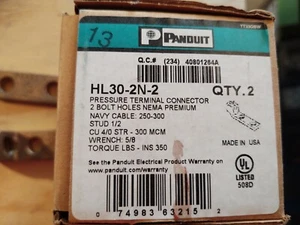 13
PANDUIT
Q.C.# (234) 40801264A
HL30-2N-2 QTY.2
PRESSURE TERMINAL CONNECTOR
2 BOLT HOLES NEMA PREMIUM
NAVY CABLE: 250-300
STUD 1/2
CU 4/0 STR - 300 MCM
WRENCH: 5/8
TORQUE LBS - INS 350
MADE IN USA
See the Panduit Electrical Product Warranty on
www.panduit.com/warranty
UL
LISTED
508D
0 74983 63215 2